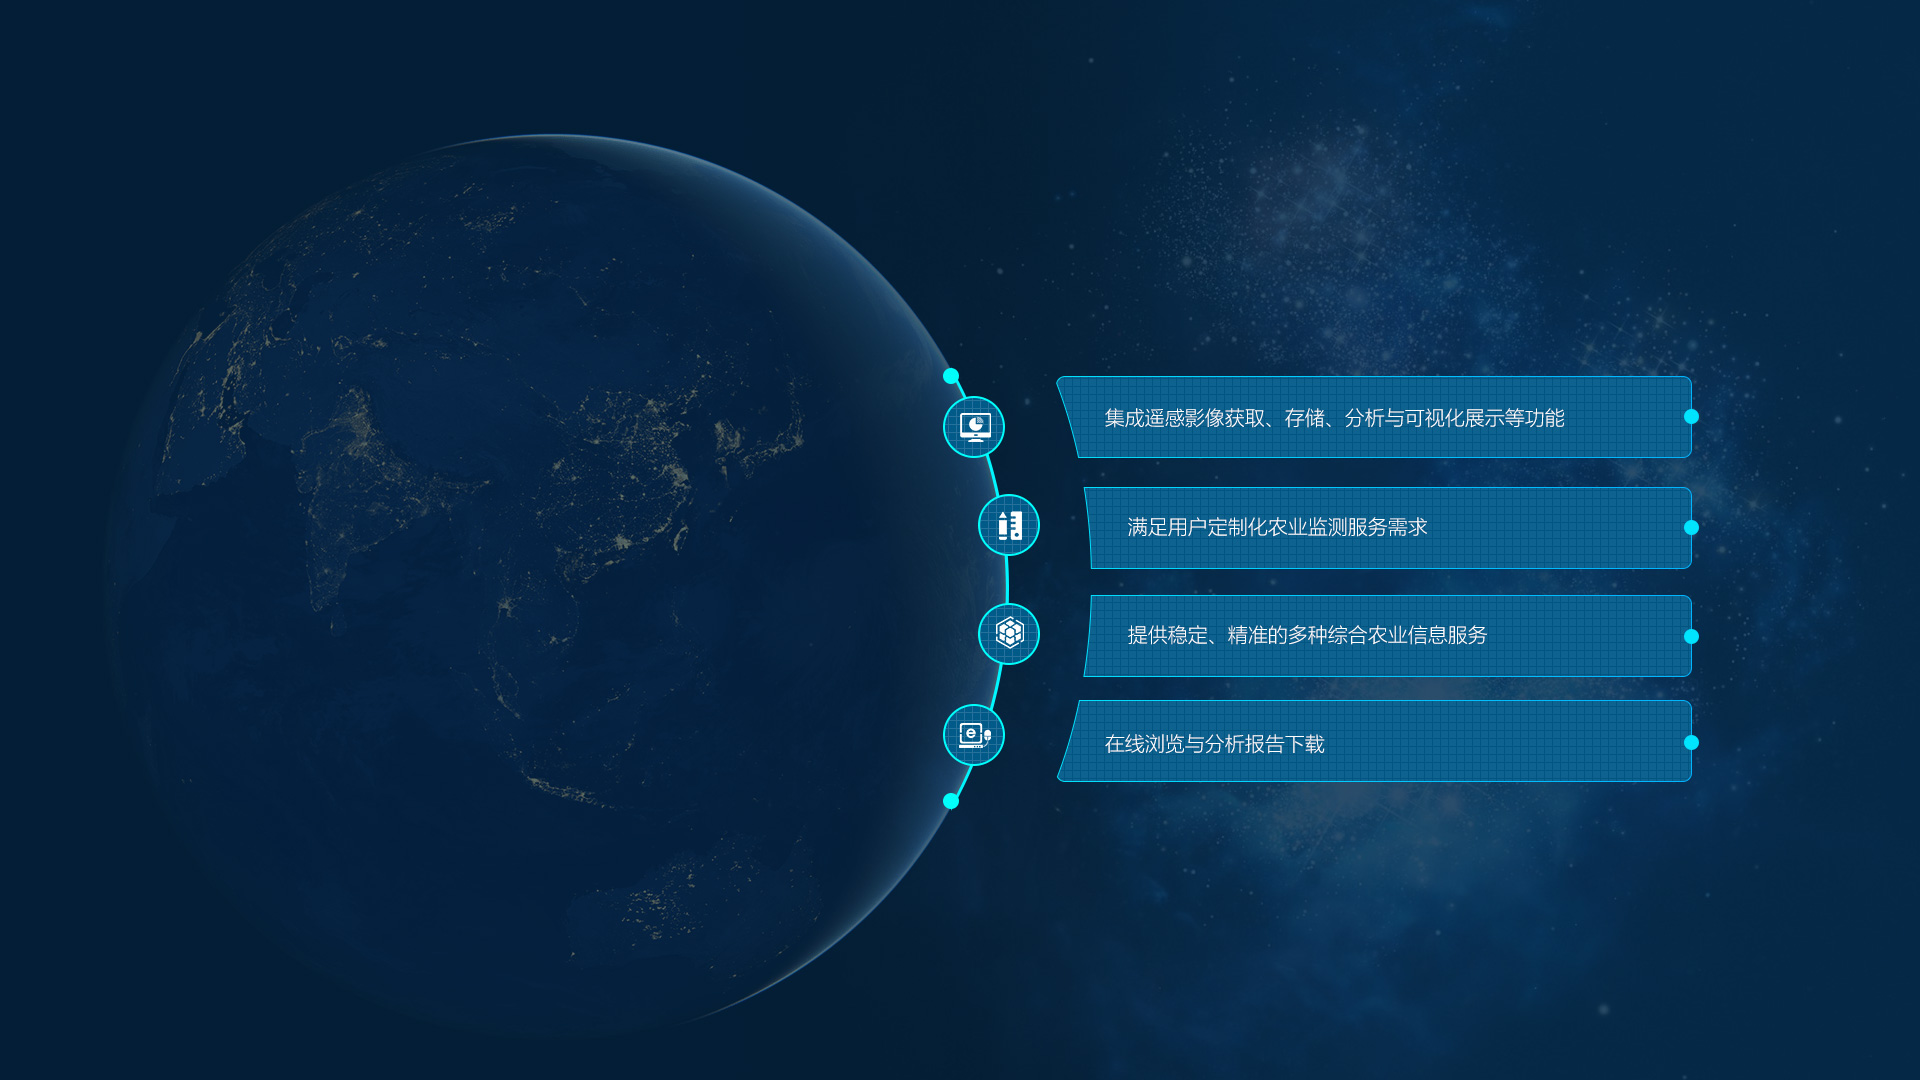 集成遥感影像获取、存储、分析与可视化展示等功能
满足用户定制化农业监测服务需求
提供稳定、精准的多种综合农业信息服务
e
在线浏览与分析报告下载